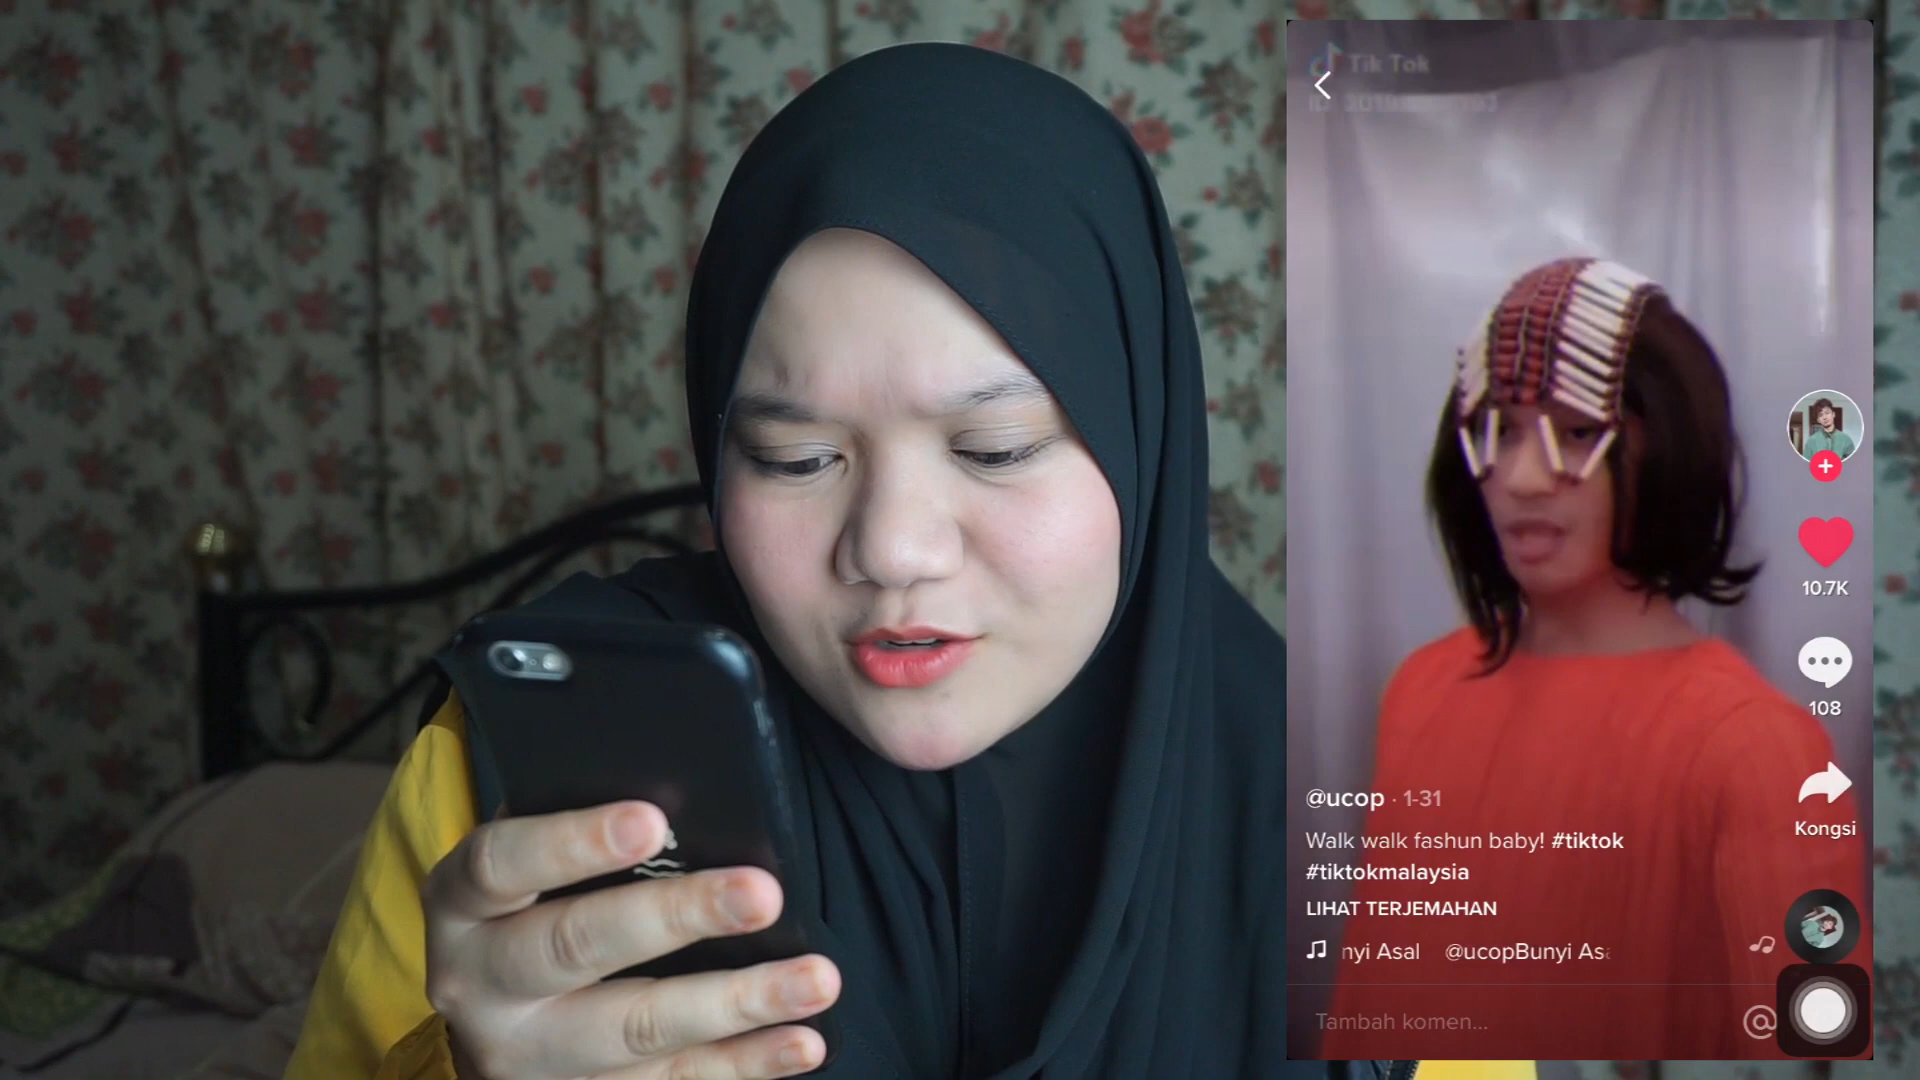 Tik Tok
10.7K
108
Kongsi
@ucop · 1-31
Walk walk fashun baby! #tiktok
#tiktokmalaysia
LIHAT TERJEMAHAN
nyi Asal @ucopBunyi Asa
Tambah komen...
@